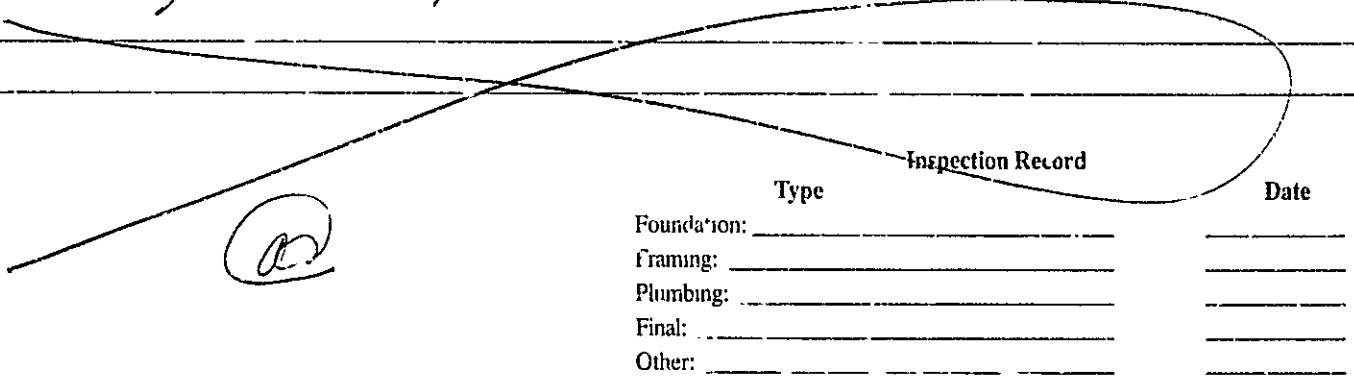 Inspection Record
Type Date
Foundation:
Framing:
Plumbing:
Final:
Other: